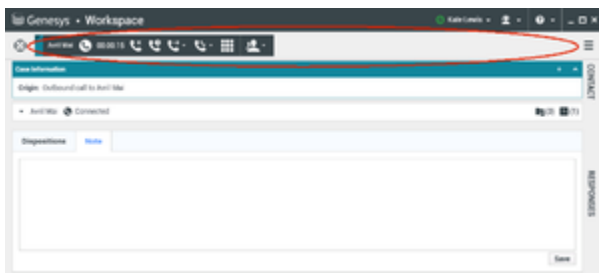 Genesys • Workspace
Kate Lewis
Avril Mai 00:00:15
Case Information
Origin: Outbound call to Avril Mai
Avril Mai Connected
(1)
Dispositions Note
Save
CONTACT
RESPONSES